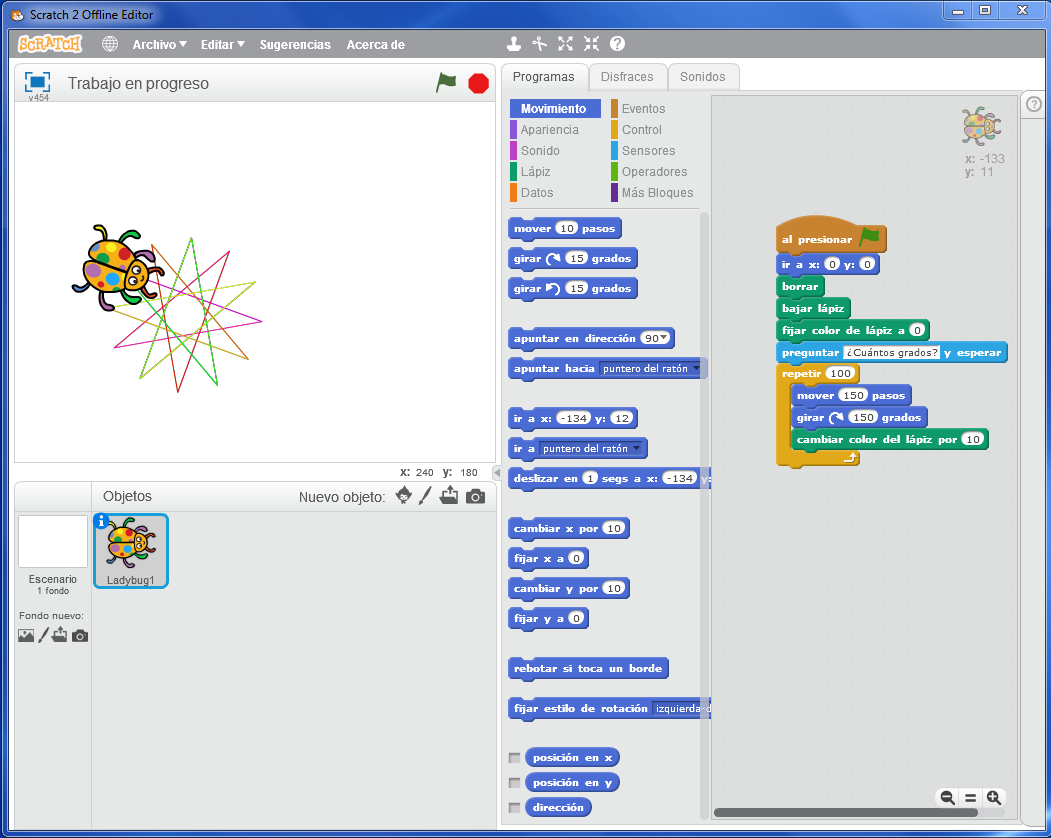 Scratch 2 Offline Editor
SCRATCH Archivo Editar Sugerencias Acerca de
v454
Trabajo en progreso
Programas Disfraces Sonidos
Movimiento Eventos
Apariencia Control
Sonido Sensores
Lápiz Operadores
Datos Más Bloques
mover 10 pasos
girar 15 grados
girar 15 grados
apuntar en dirección 90
apuntar hacia puntero del ratón
ir a x: -134 y: 12
ir a puntero del ratón
deslizar en 1 segs a x: -134 y:
cambiar x por 10
fijar x a 0
cambiar y por 10
fijar y a 0
rebotar si toca un borde
fijar estilo de rotación izquierda-d
posición en x
posición en y
dirección
x: -133
y: 11
al presionar
ir a x: 0 y: 0
borrar
bajar lápiz
fijar color de lápiz a 0
preguntar ¿Cuántos grados? y esperar
repetir 100
mover 150 pasos
girar 150 grados
cambiar color del lápiz por 10
x: 240 y: 180
Objetos Nuevo objeto:
Ladybug1
Escenario
1 fondo
Fondo nuevo: